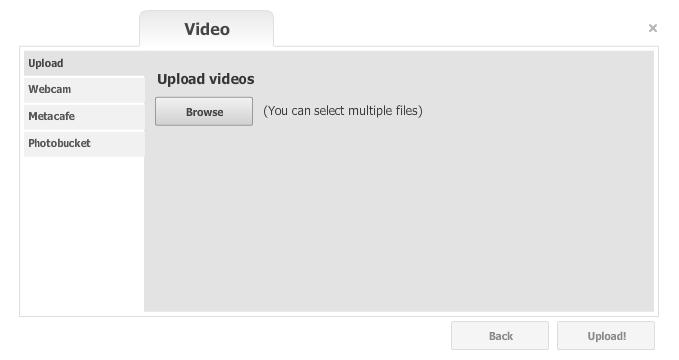 Video
Upload
Webcam
Metacafe
Photobucket
Upload videos
Browse (You can select multiple files)
Back Upload!